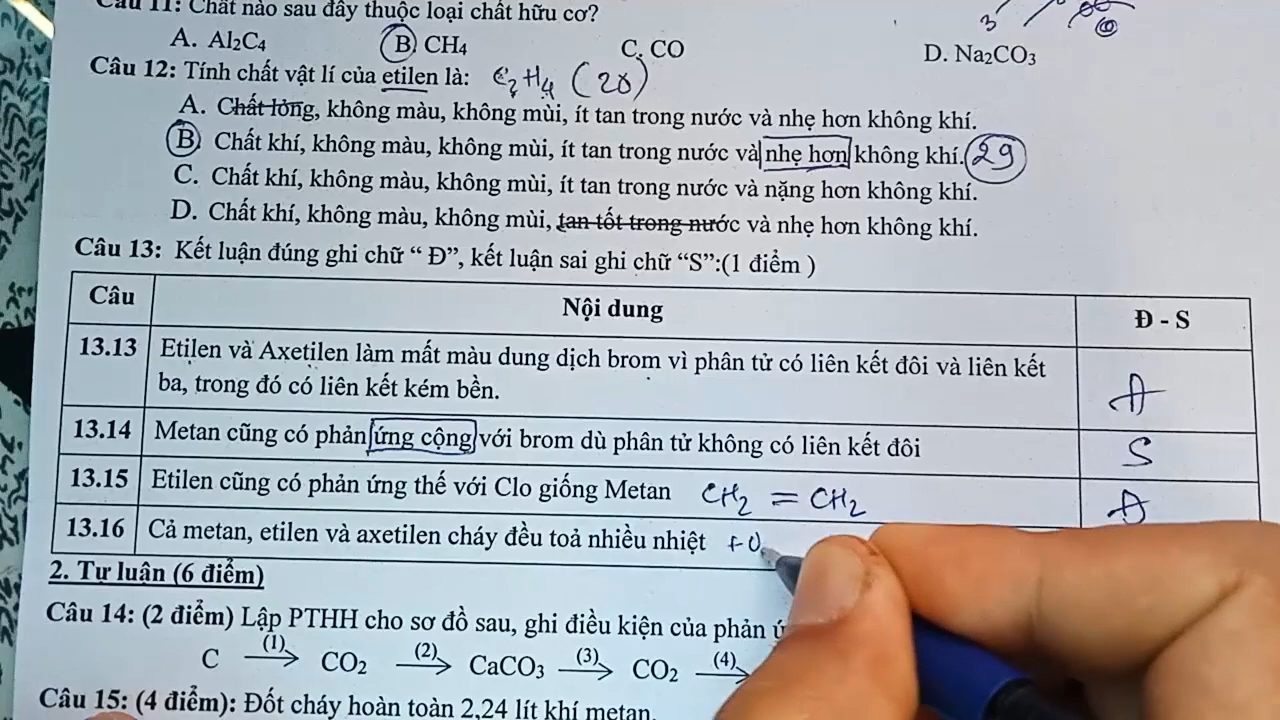 Câu 11: Chất nào sau đây thuộc loại chất hữu cơ?
A. Al₂C₄ B. CH₄ C. CO D. Na₂CO₃
Câu 12: Tính chất vật lí của etilen là: C₂H₄ (28)
A. Chất lỏng, không màu, không mùi, ít tan trong nước và nhẹ hơn không khí.
B. Chất khí, không màu, không mùi, ít tan trong nước và nhẹ hơn không khí. 29
C. Chất khí, không màu, không mùi, ít tan trong nước và nặng hơn không khí.
D. Chất khí, không màu, không mùi, tan tốt trong nước và nhẹ hơn không khí.
Câu 13: Kết luận đúng ghi chữ “ Đ”, kết luận sai ghi chữ “S”:(1 điểm )
Câu Nội dung Đ - S
13.13 Etilen và Axetilen làm mất màu dung dịch brom vì phân tử có liên kết đôi và liên kết
ba, trong đó có liên kết kém bền. Đ
13.14 Metan cũng có phản ứng cộng với brom dù phân tử không có liên kết đôi S
13.15 Etilen cũng có phản ứng thế với Clo giống Metan CH₂ = CH₂ Đ
13.16 Cả metan, etilen và axetilen cháy đều toả nhiều nhiệt +O
2. Tự luận (6 điểm)
Câu 14: (2 điểm) Lập PTHH cho sơ đồ sau, ghi điều kiện của phản ứ
C (1)→ CO₂ (2)→ CaCO₃ (3)→ CO₂ (4)→
Câu 15: (4 điểm): Đốt cháy hoàn toàn 2,24 lít khí metan.